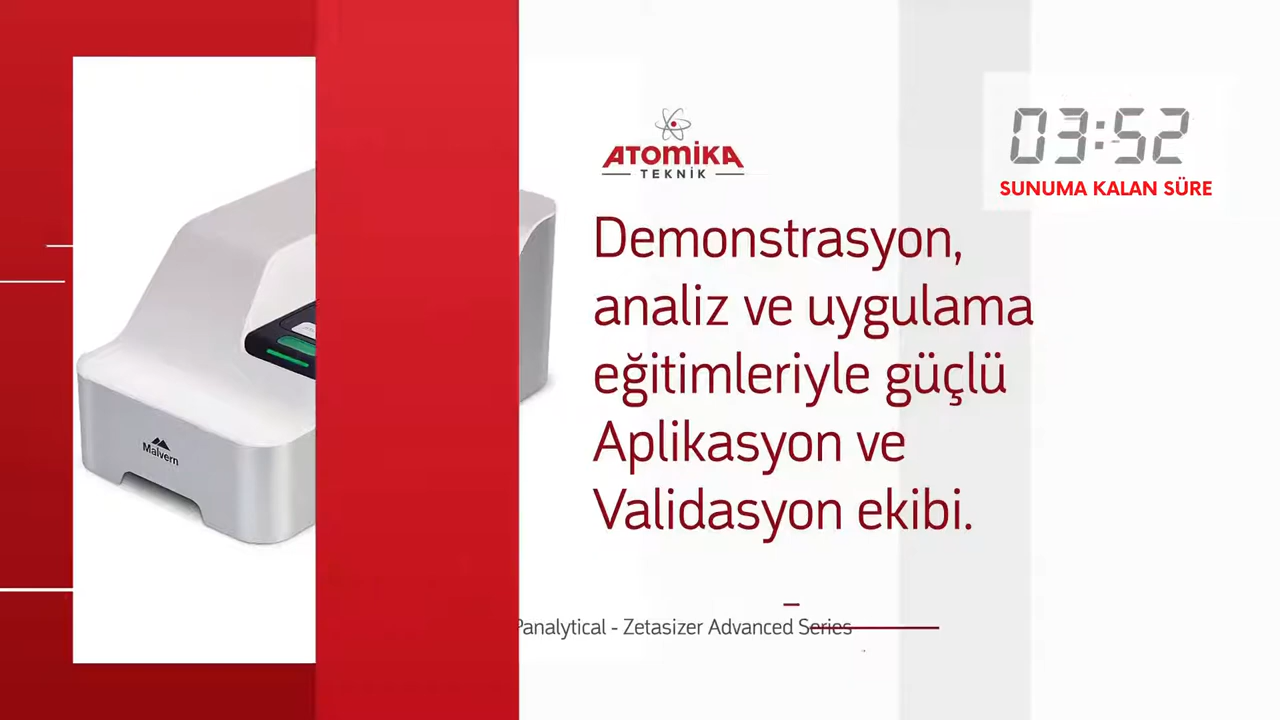 ATOMİKA
TEKNİK
03:52
SUNUMA KALAN SÜRE
Demonstrasyon,
analiz ve uygulama
eğitimleriyle güçlü
Aplikasyon ve
Validasyon ekibi.
Malvern
Panalytical - Zetasizer Advanced Series